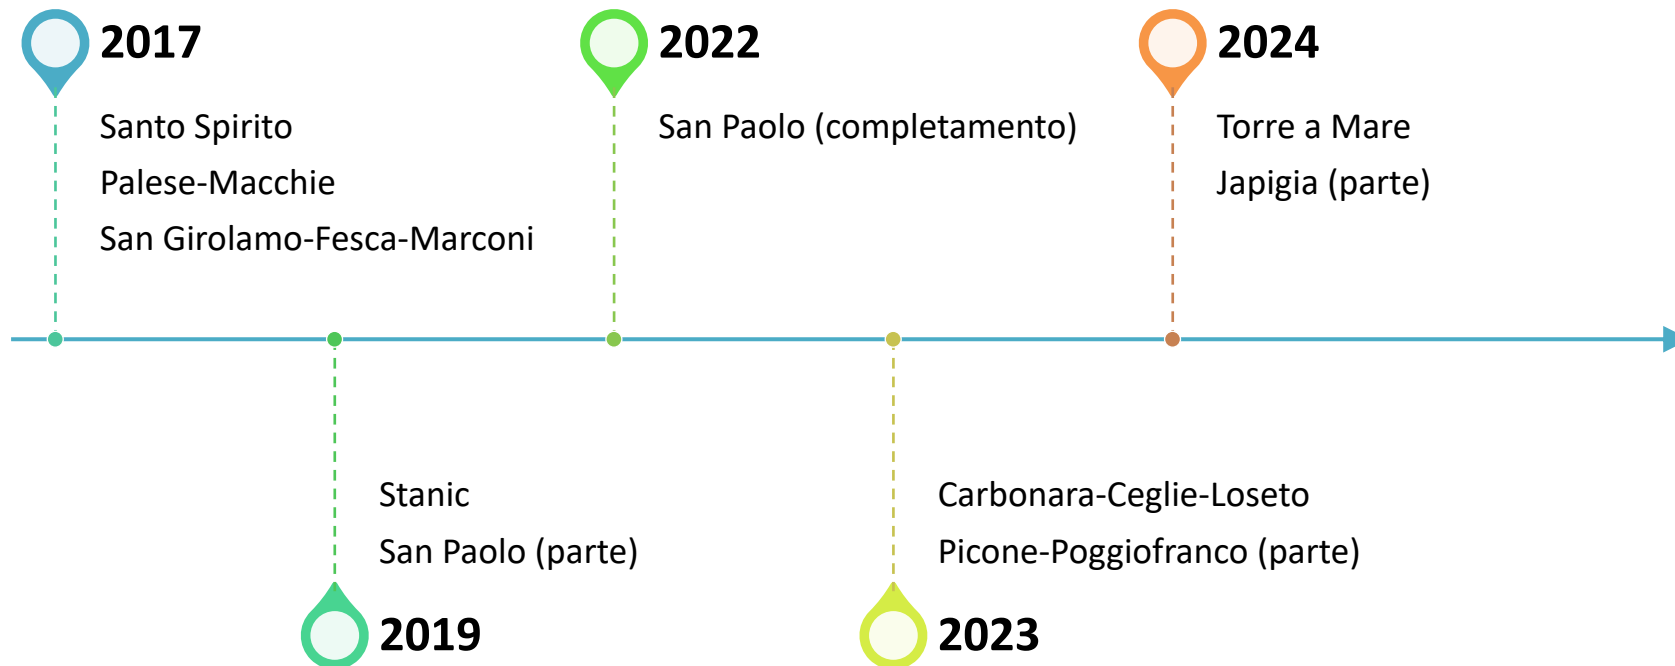 2017
Santo Spirito
Palese-Macchie
San Girolamo-Fesca-Marconi
2022
San Paolo (completamento)
2024
Torre a Mare
Japigia (parte)
Stanic
San Paolo (parte)
2019
Carbonara-Ceglie-Loseto
Picone-Poggiofranco (parte)
2023